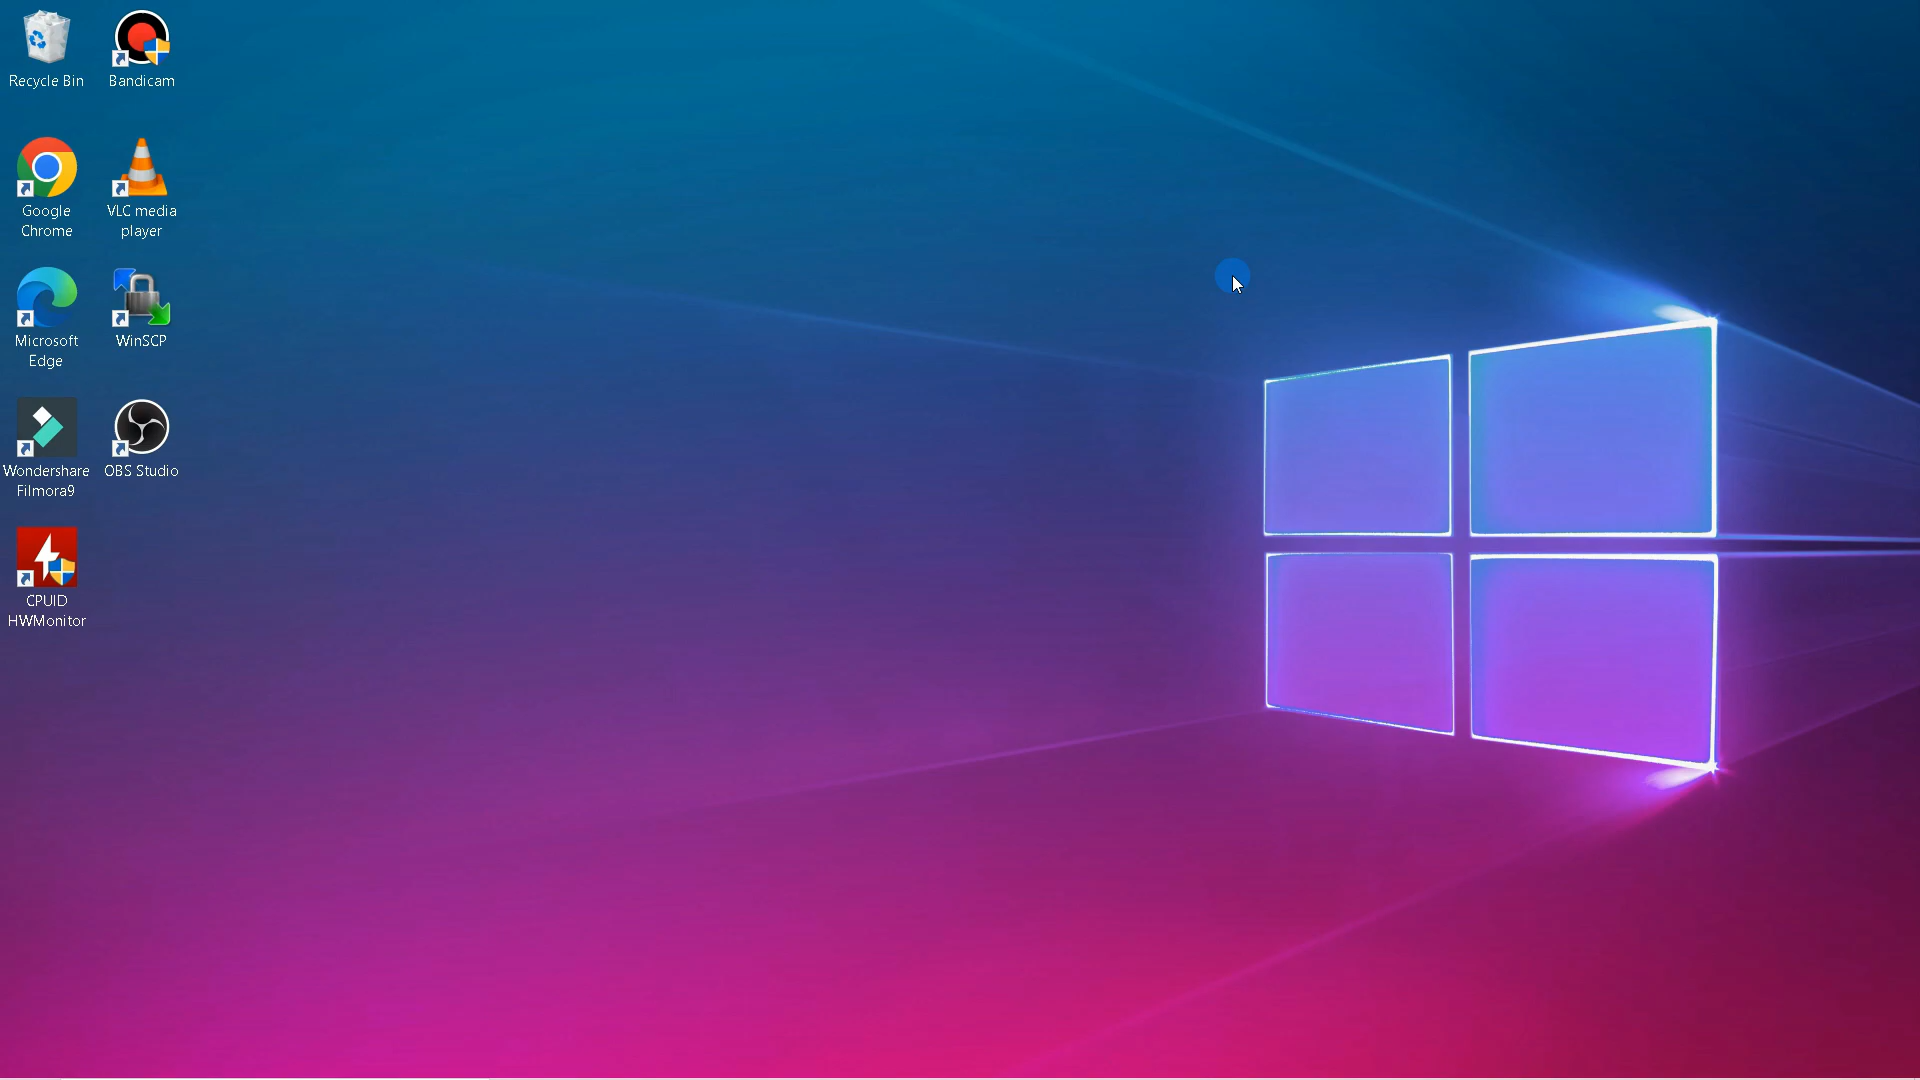 Recycle Bin
Bandicam
Google
Chrome
VLC media
player
Microsoft
Edge
WinSCP
Wondershare
Filmora9
OBS Studio
CPUID
HWMonitor